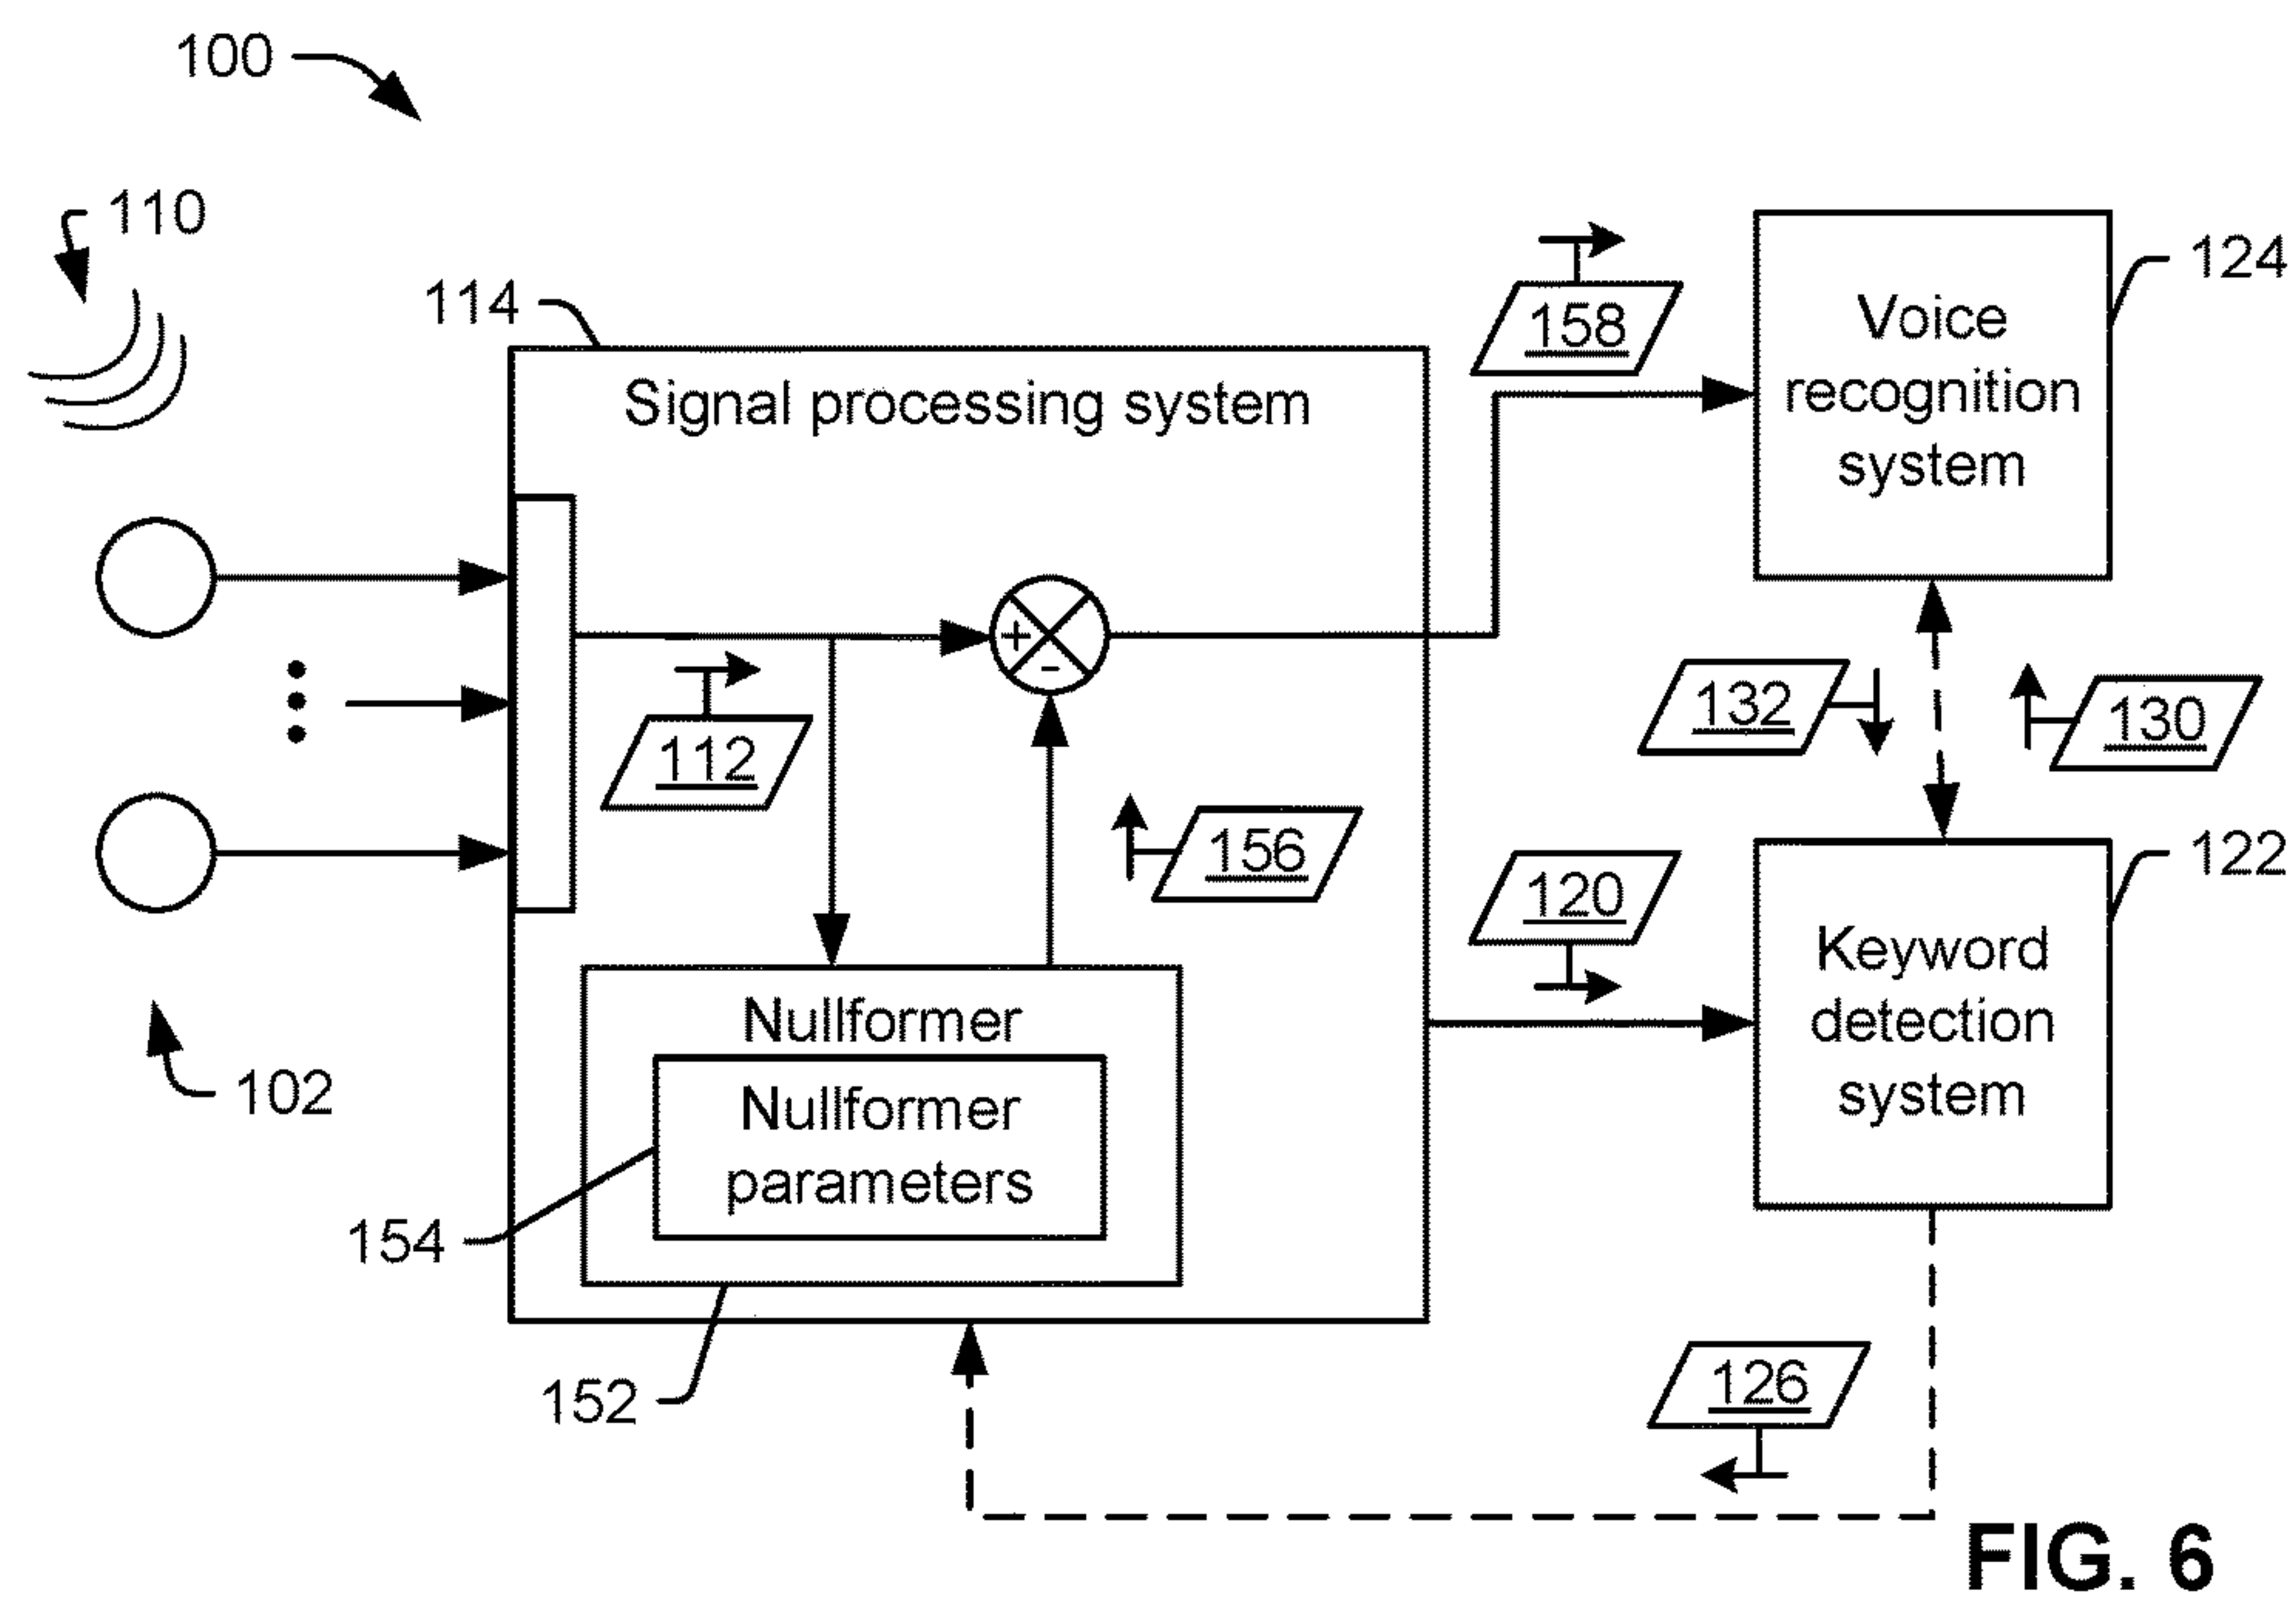 100
110
114
Signal processing system
158
Voice
recognition
system
124
+
-
112
132
130
156
120
122
Keyword
detection
system
102
Nullformer
Nullformer
parameters
154
152
126
FIG. 6